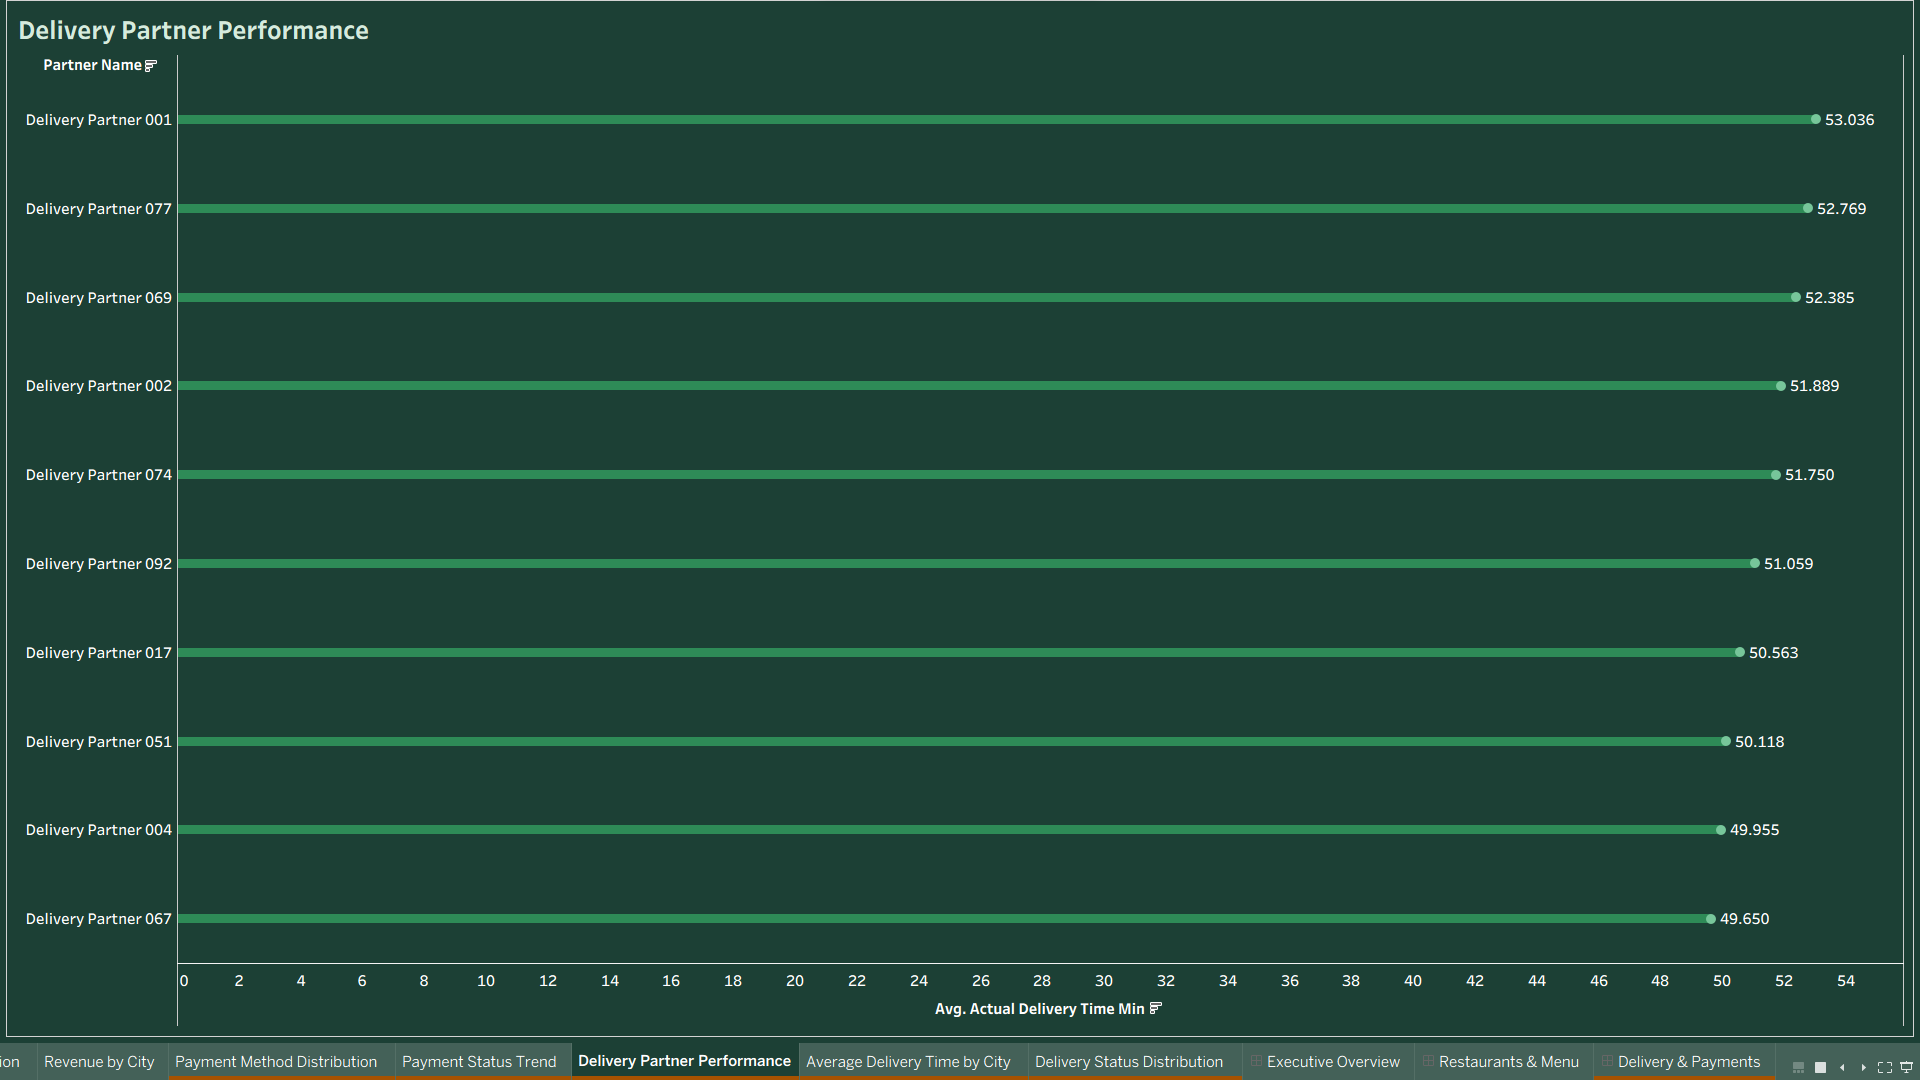 Delivery Partner Performance
Partner Name
Delivery Partner 001 53.036
Delivery Partner 077 52.769
Delivery Partner 069 52.385
Delivery Partner 002 51.889
Delivery Partner 074 51.750
Delivery Partner 092 51.059
Delivery Partner 017 50.563
Delivery Partner 051 50.118
Delivery Partner 004 49.955
Delivery Partner 067 49.650
0 2 4 6 8 10 12 14 16 18 20 22 24 26 28 30 32 34 36 38 40 42 44 46 48 50 52 54
Avg. Actual Delivery Time Min
ion Revenue by City Payment Method Distribution Payment Status Trend Delivery Partner Performance Average Delivery Time by City Delivery Status Distribution Executive Overview Restaurants & Menu Delivery & Payments